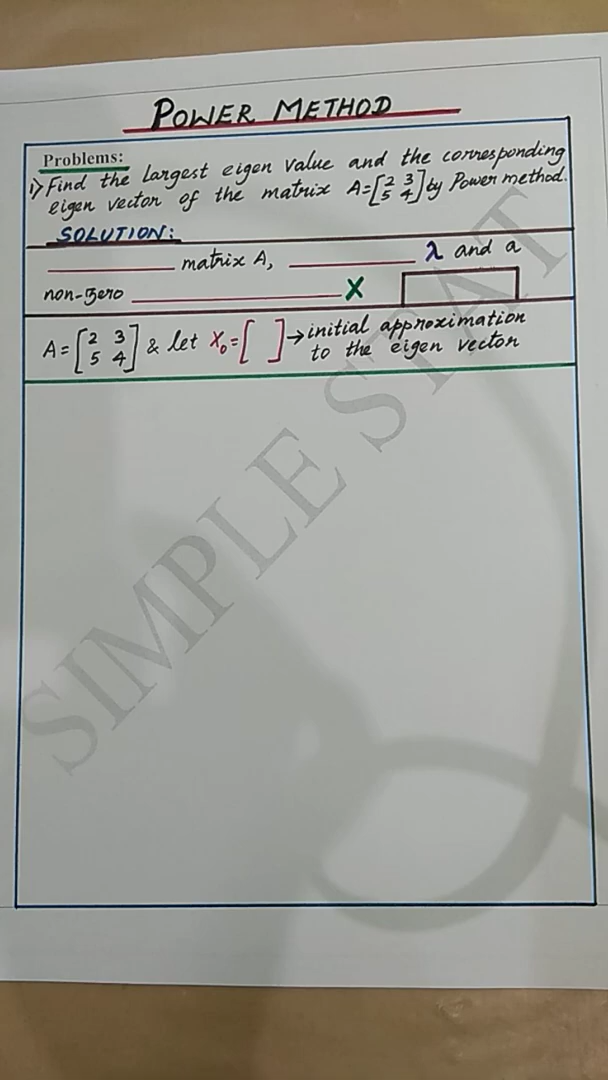 POWER METHOD
Problems:
1) Find the Largest eigen value and the corresponding
eigen vector of the matrix A=[2 3
5 4] by Power method.
SOLUTION:
matrix A, λ and a
non-zero X
A=[2 3
5 4] & let X₀=[ ]→initial approximation
to the eigen vector
SIMPLE STAT